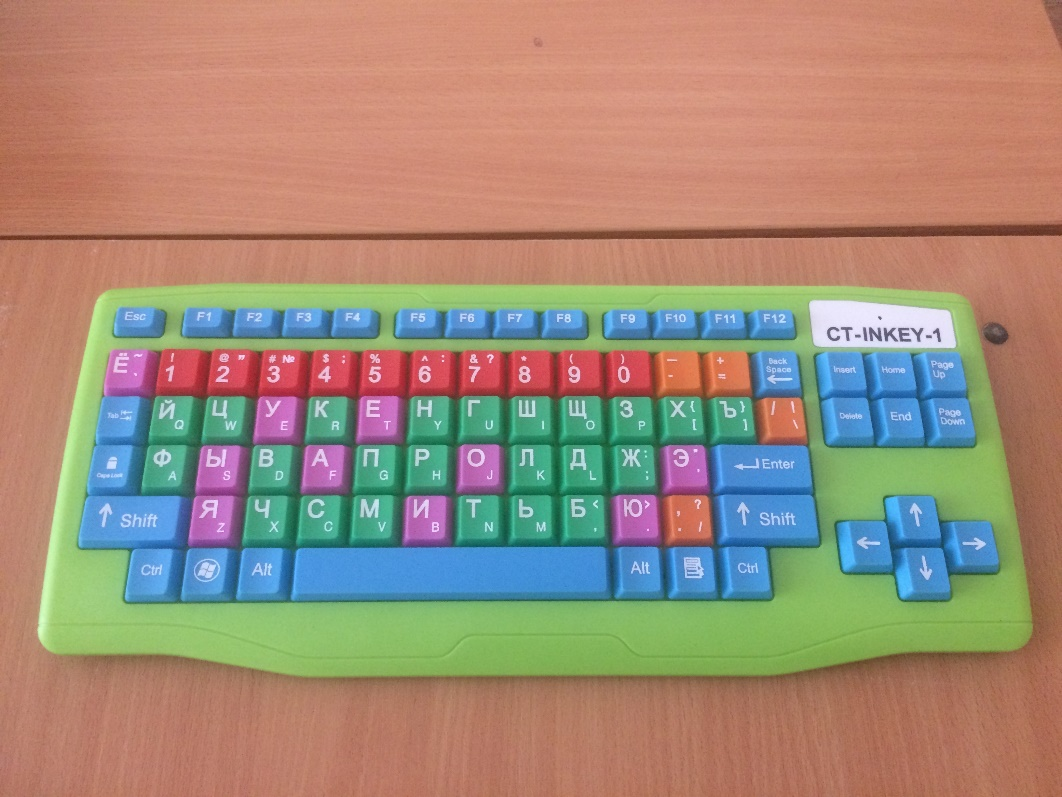 Esc F1 F2 F3 F4 F5 F6 F7 F8 F9 F10 F11 F12
CT-INKEY-1
Ё ~ ` ! 1 @ " 2 # № 3 $ ; 4 % 5 ^ : 6 & ? 7 * 8 ( 9 ) 0 — - + = Back Space ←
Insert Home Page Up
Tab Й Q Ц W У E К R Е T Н Y Г U Ш I Щ O З P Х { [ Ъ } ] / ! \
Delete End Page Down
Caps Lock Ф A Ы S В D А F П G Р H О J Л K Д L Ж : ; Э " ' Enter
↑ Shift Я Z Ч X С C М V И B Т N Ь M Б < , Ю > . , ? . / ↑ Shift
↑
Ctrl Alt Alt Ctrl
← ↓ →